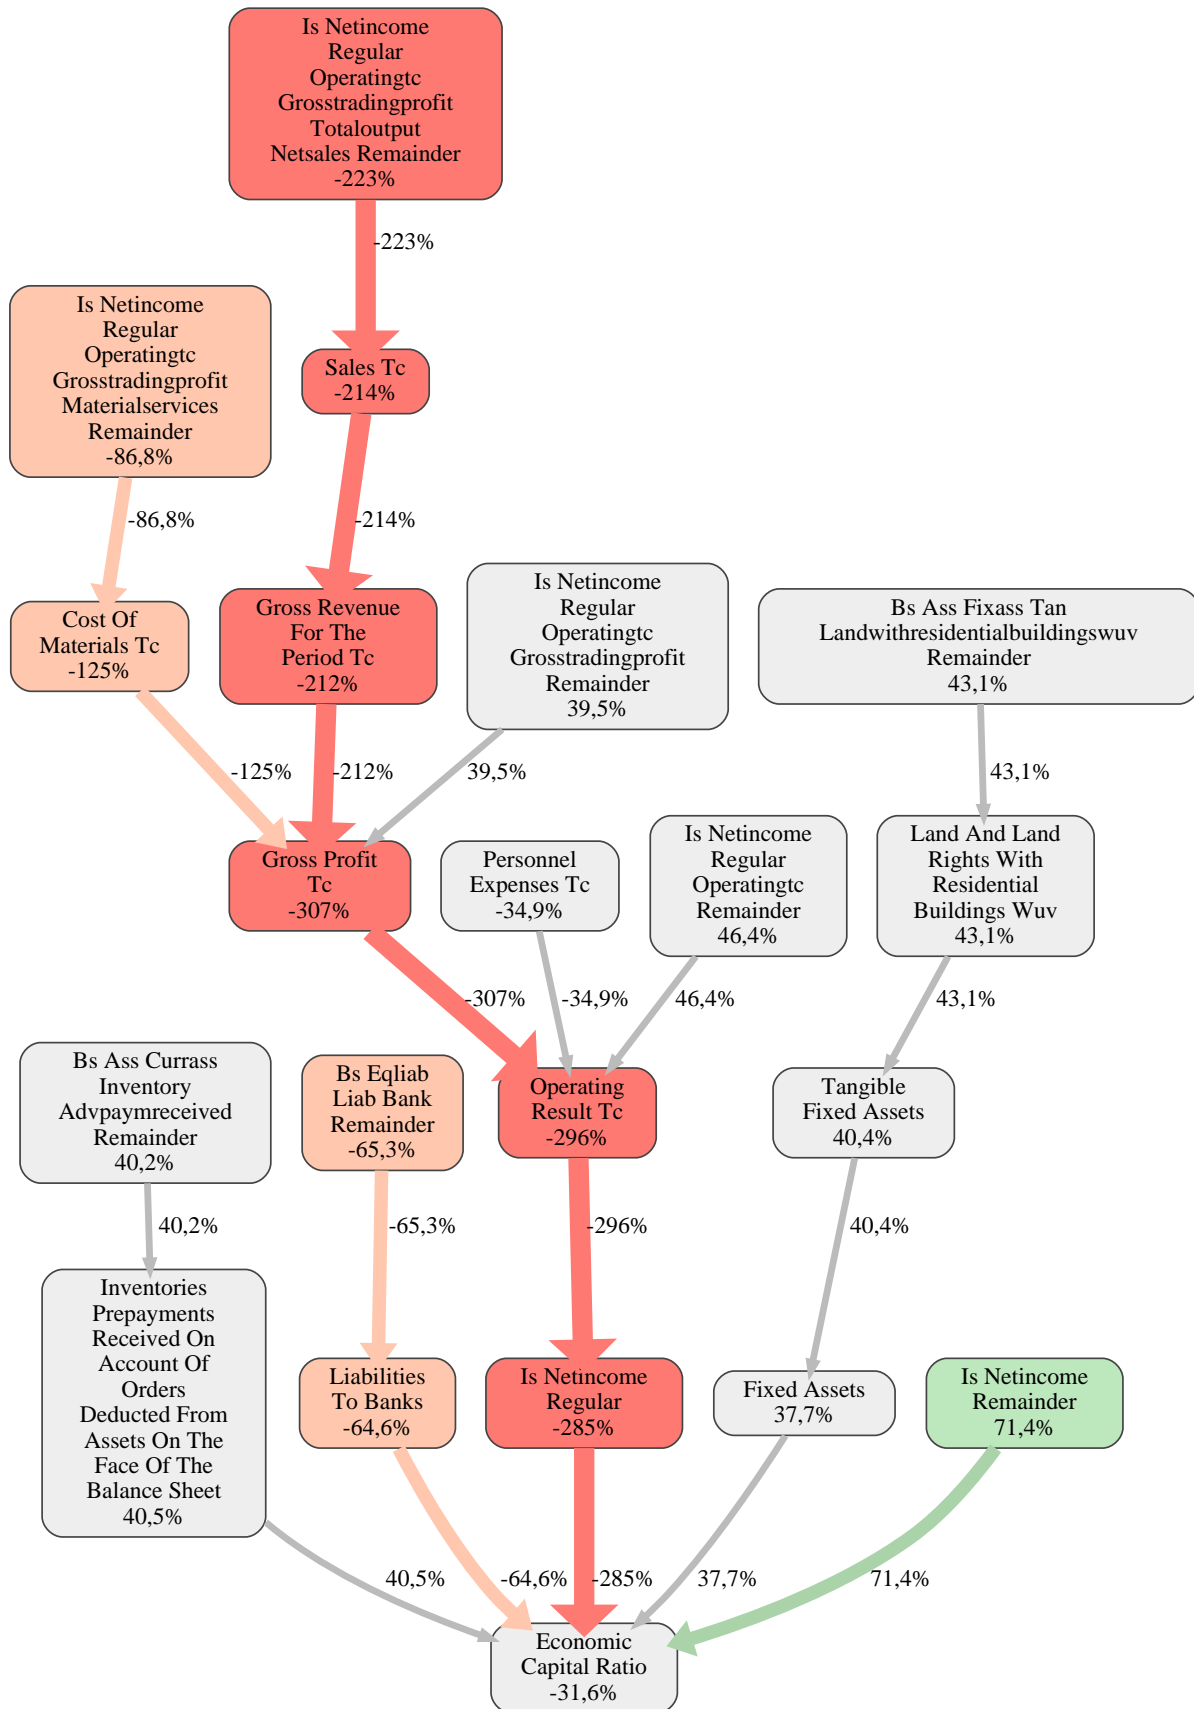 Is Netincome
Regular
Operatingtc
Grosstradingprofit
Totaloutput
Netsales Remainder
-223%
-223%
Is Netincome
Regular
Operatingtc
Grosstradingprofit
Materialservices
Remainder
-86,8%
Sales Tc
-214%
-86,8%
-214%
Cost Of
Materials Tc
-125%
Gross Revenue
For The
Period Tc
-212%
Is Netincome
Regular
Operatingtc
Grosstradingprofit
Remainder
39,5%
Bs Ass Fixass Tan
Landwithresidentialbuildingswuv
Remainder
43,1%
-125%
-212%
39,5%
43,1%
Gross Profit
Tc
-307%
Personnel
Expenses Tc
-34,9%
Is Netincome
Regular
Operatingtc
Remainder
46,4%
Land And Land
Rights With
Residential
Buildings Wuv
43,1%
-307%
-34,9%
46,4%
43,1%
Bs Ass Currass
Inventory
Advpaymreceived
Remainder
40,2%
Bs Eqliab
Liab Bank
Remainder
-65,3%
Operating
Result Tc
-296%
Tangible
Fixed Assets
40,4%
40,2%
-65,3%
-296%
40,4%
Inventories
Prepayments
Received On
Account Of
Orders
Deducted From
Assets On The
Face Of The
Balance Sheet
40,5%
Liabilities
To Banks
-64,6%
Is Netincome
Regular
-285%
Fixed Assets
37,7%
Is Netincome
Remainder
71,4%
40,5%
-64,6%
-285%
37,7%
71,4%
Economic
Capital Ratio
-31,6%